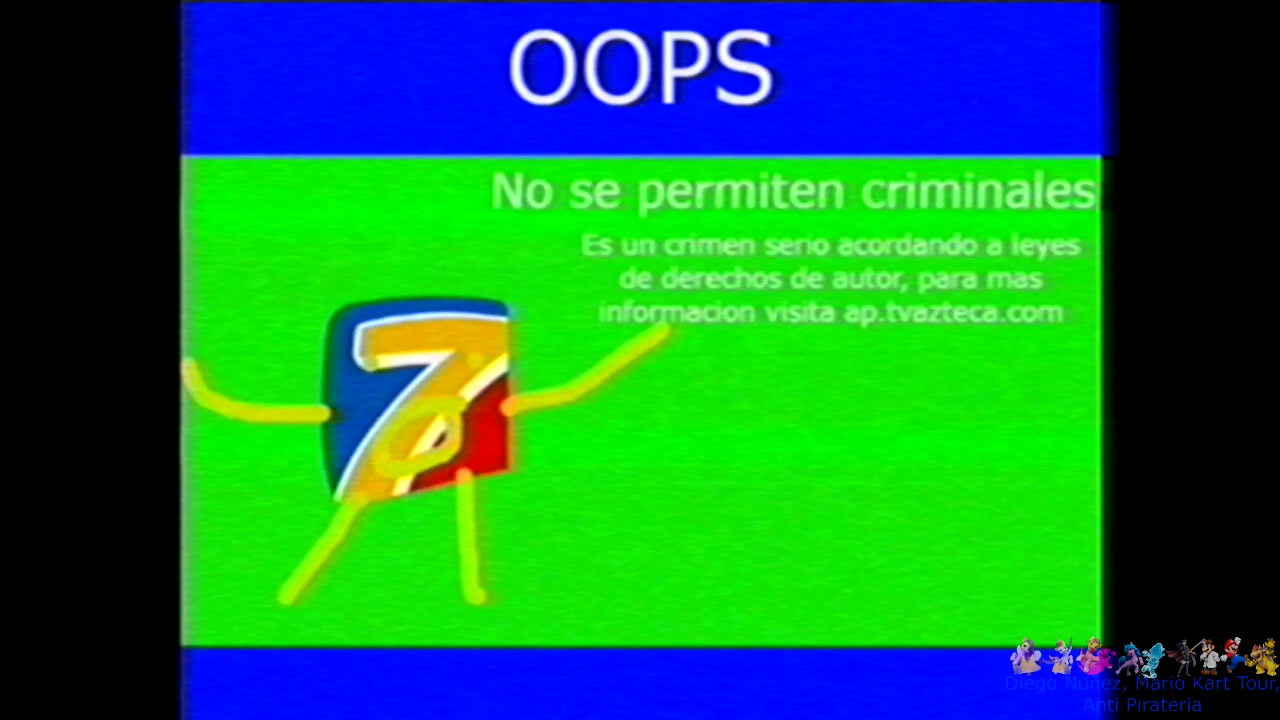 OOPS
No se permiten criminales
Es un crimen serio acordando a leyes
de derechos de autor, para mas
informacion visita ap.tvazteca.com
7
Diego Nunez, Mario Kart Tour,
Anti Pirateria